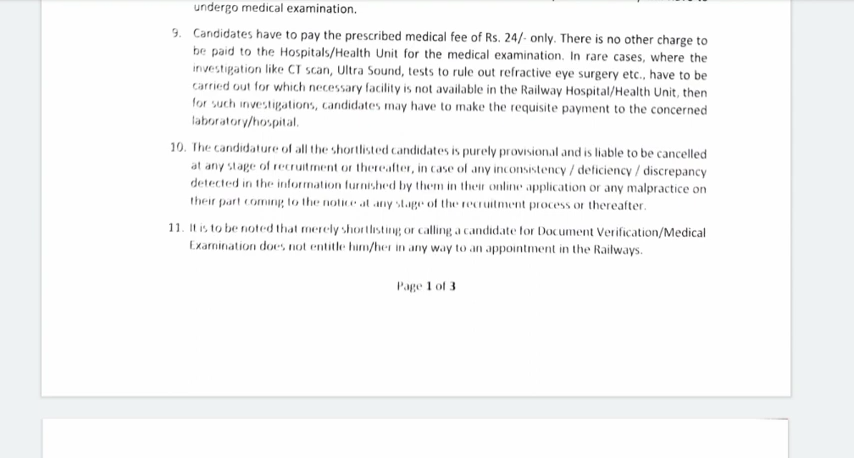 undergo medical examination.
9. Candidates have to pay the prescribed medical fee of Rs. 24/- only. There is no other charge to
be paid to the Hospitals/Health Unit for the medical examination. In rare cases, where the
investigation like CT scan, Ultra Sound, tests to rule out refractive eye surgery etc., have to be
carried out for which necessary facility is not available in the Railway Hospital/Health Unit, then
for such investigations, candidates may have to make the requisite payment to the concerned
laboratory/hospital.
10. The candidature of all the shortlisted candidates is purely provisional and is liable to be cancelled
at any stage of recruitment or thereafter, in case of any inconsistency / deficiency / discrepancy
detected in the information furnished by them in their online application or any malpractice on
their part coming to the notice at any stage of the recruitment process or thereafter.
11. It is to be noted that merely shortlisting or calling a candidate for Document Verification/Medical
Examination does not entitle him/her in any way to an appointment in the Railways.
Page 1 of 3